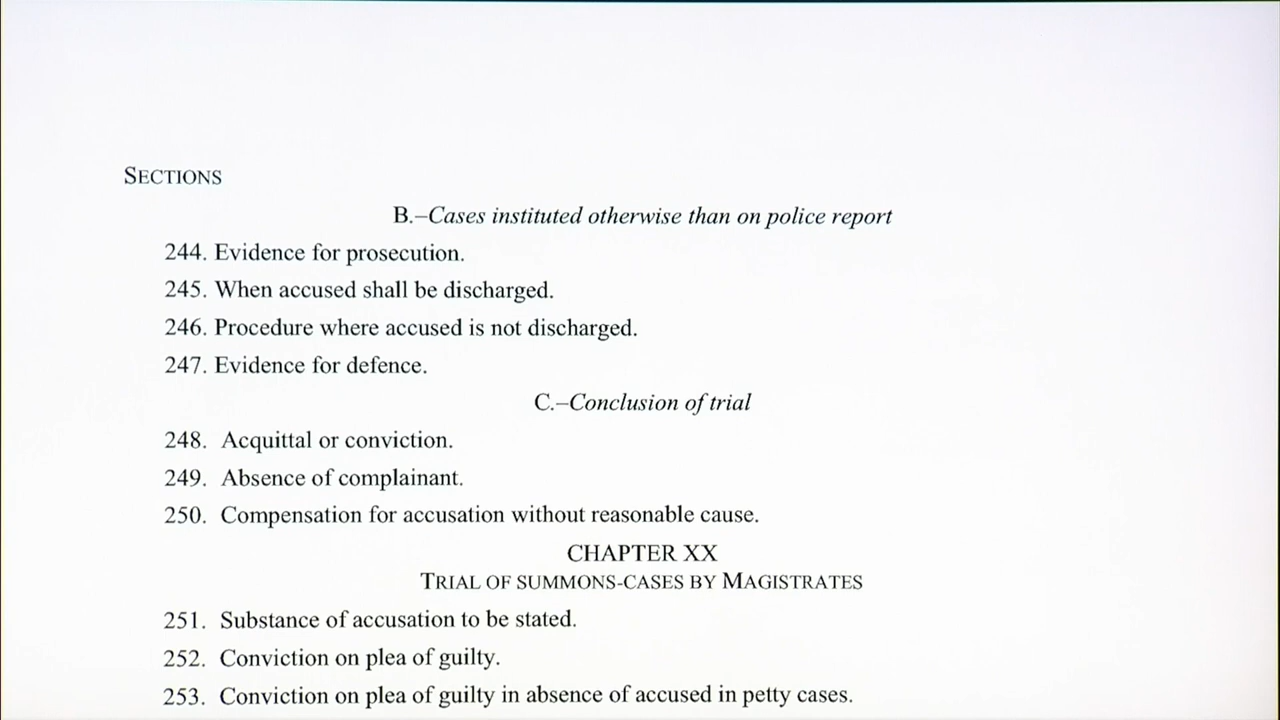 SECTIONS
B.–Cases instituted otherwise than on police report
244. Evidence for prosecution.
245. When accused shall be discharged.
246. Procedure where accused is not discharged.
247. Evidence for defence.
C.–Conclusion of trial
248. Acquittal or conviction.
249. Absence of complainant.
250. Compensation for accusation without reasonable cause.
CHAPTER XX
TRIAL OF SUMMONS-CASES BY MAGISTRATES
251. Substance of accusation to be stated.
252. Conviction on plea of guilty.
253. Conviction on plea of guilty in absence of accused in petty cases.